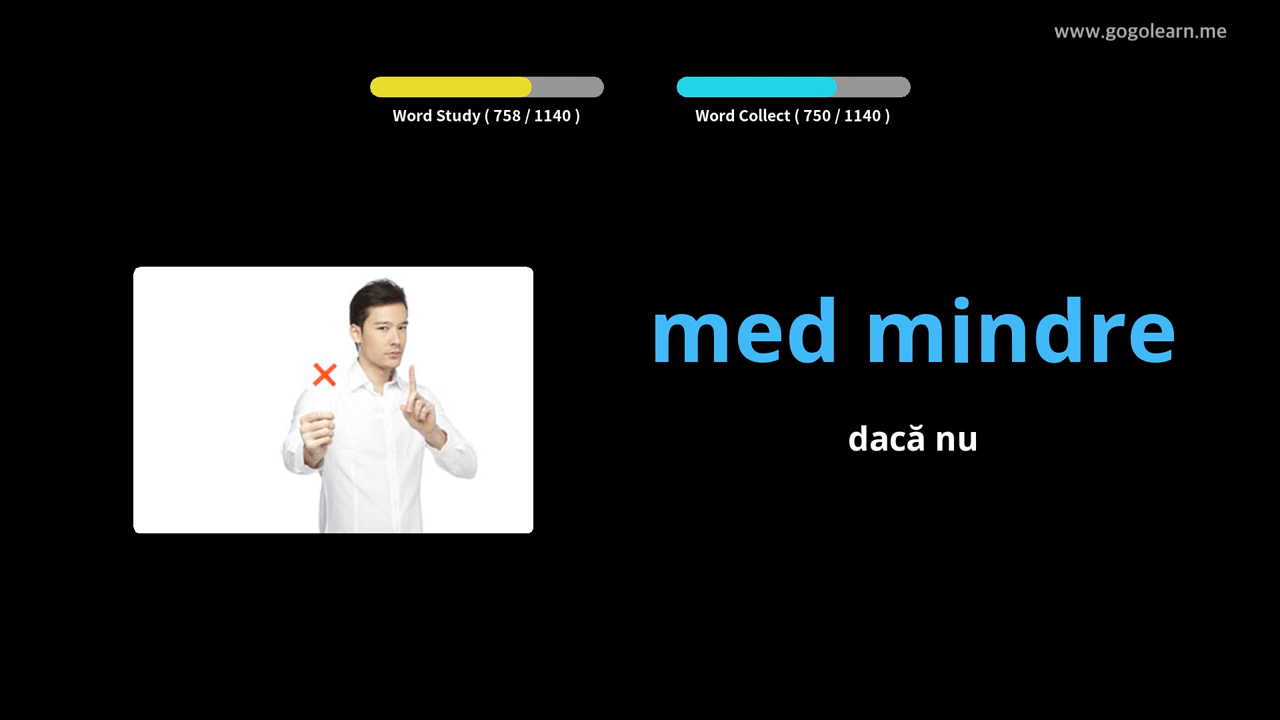 www.gogolearn.me
Word Study ( 758 / 1140 )
Word Collect ( 750 / 1140 )
med mindre
dacă nu